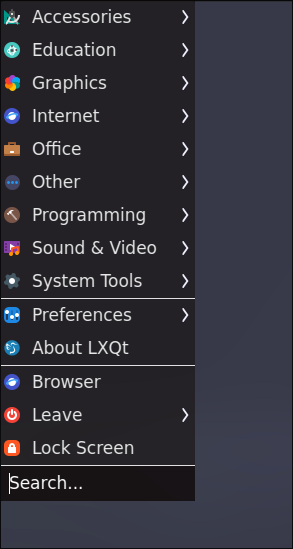 Accessories
Education
Graphics
Internet
Office
Other
Programming
Sound & Video
System Tools
Preferences
About LXQt
Browser
Leave
Lock Screen
Search...